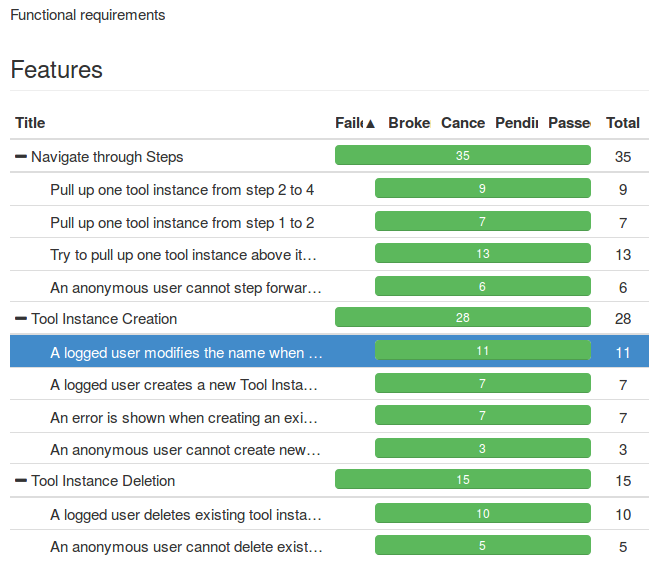 Functional requirements
Features
Title Faile▲ Broke Cance Pendin Passe Total
Navigate through Steps 35 35
Pull up one tool instance from step 2 to 4 9 9
Pull up one tool instance from step 1 to 2 7 7
Try to pull up one tool instance above it… 13 13
An anonymous user cannot step forwar… 6 6
Tool Instance Creation 28 28
A logged user modifies the name when … 11 11
A logged user creates a new Tool Insta… 7 7
An error is shown when creating an exi… 7 7
An anonymous user cannot create new… 3 3
Tool Instance Deletion 15 15
A logged user deletes existing tool insta… 10 10
An anonymous user cannot delete exist… 5 5